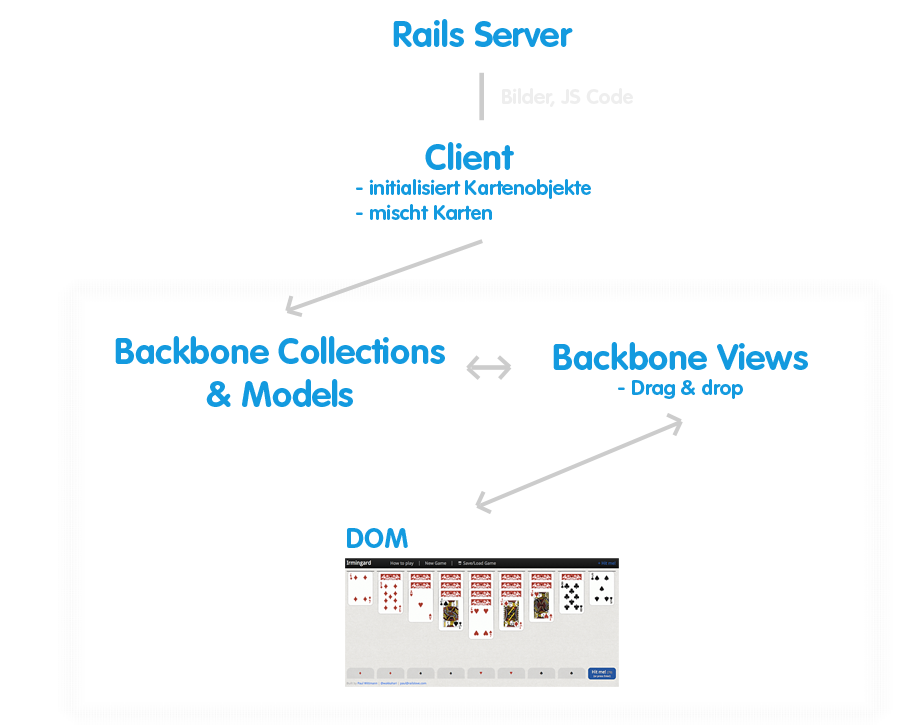 Rails Server
Bilder, JS Code
Client
- initialisiert Kartenobjekte
- mischt Karten
Backbone Collections
& Models
Backbone Views
- Drag & drop
DOM
Irmingard How to play | New Game | Save/Load Game
Hit me!